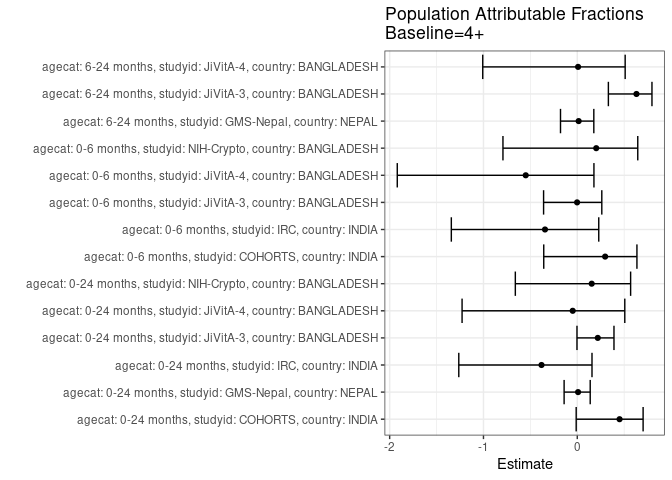 Population Attributable Fractions
Baseline=4+
agecat: 6-24 months, studyid: JiVitA-4, country: BANGLADESH
agecat: 6-24 months, studyid: JiVitA-3, country: BANGLADESH
agecat: 6-24 months, studyid: GMS-Nepal, country: NEPAL
agecat: 0-6 months, studyid: NIH-Crypto, country: BANGLADESH
agecat: 0-6 months, studyid: JiVitA-4, country: BANGLADESH
agecat: 0-6 months, studyid: JiVitA-3, country: BANGLADESH
agecat: 0-6 months, studyid: IRC, country: INDIA
agecat: 0-6 months, studyid: COHORTS, country: INDIA
agecat: 0-24 months, studyid: NIH-Crypto, country: BANGLADESH
agecat: 0-24 months, studyid: JiVitA-4, country: BANGLADESH
agecat: 0-24 months, studyid: JiVitA-3, country: BANGLADESH
agecat: 0-24 months, studyid: IRC, country: INDIA
agecat: 0-24 months, studyid: GMS-Nepal, country: NEPAL
agecat: 0-24 months, studyid: COHORTS, country: INDIA
-2 -1 0
Estimate